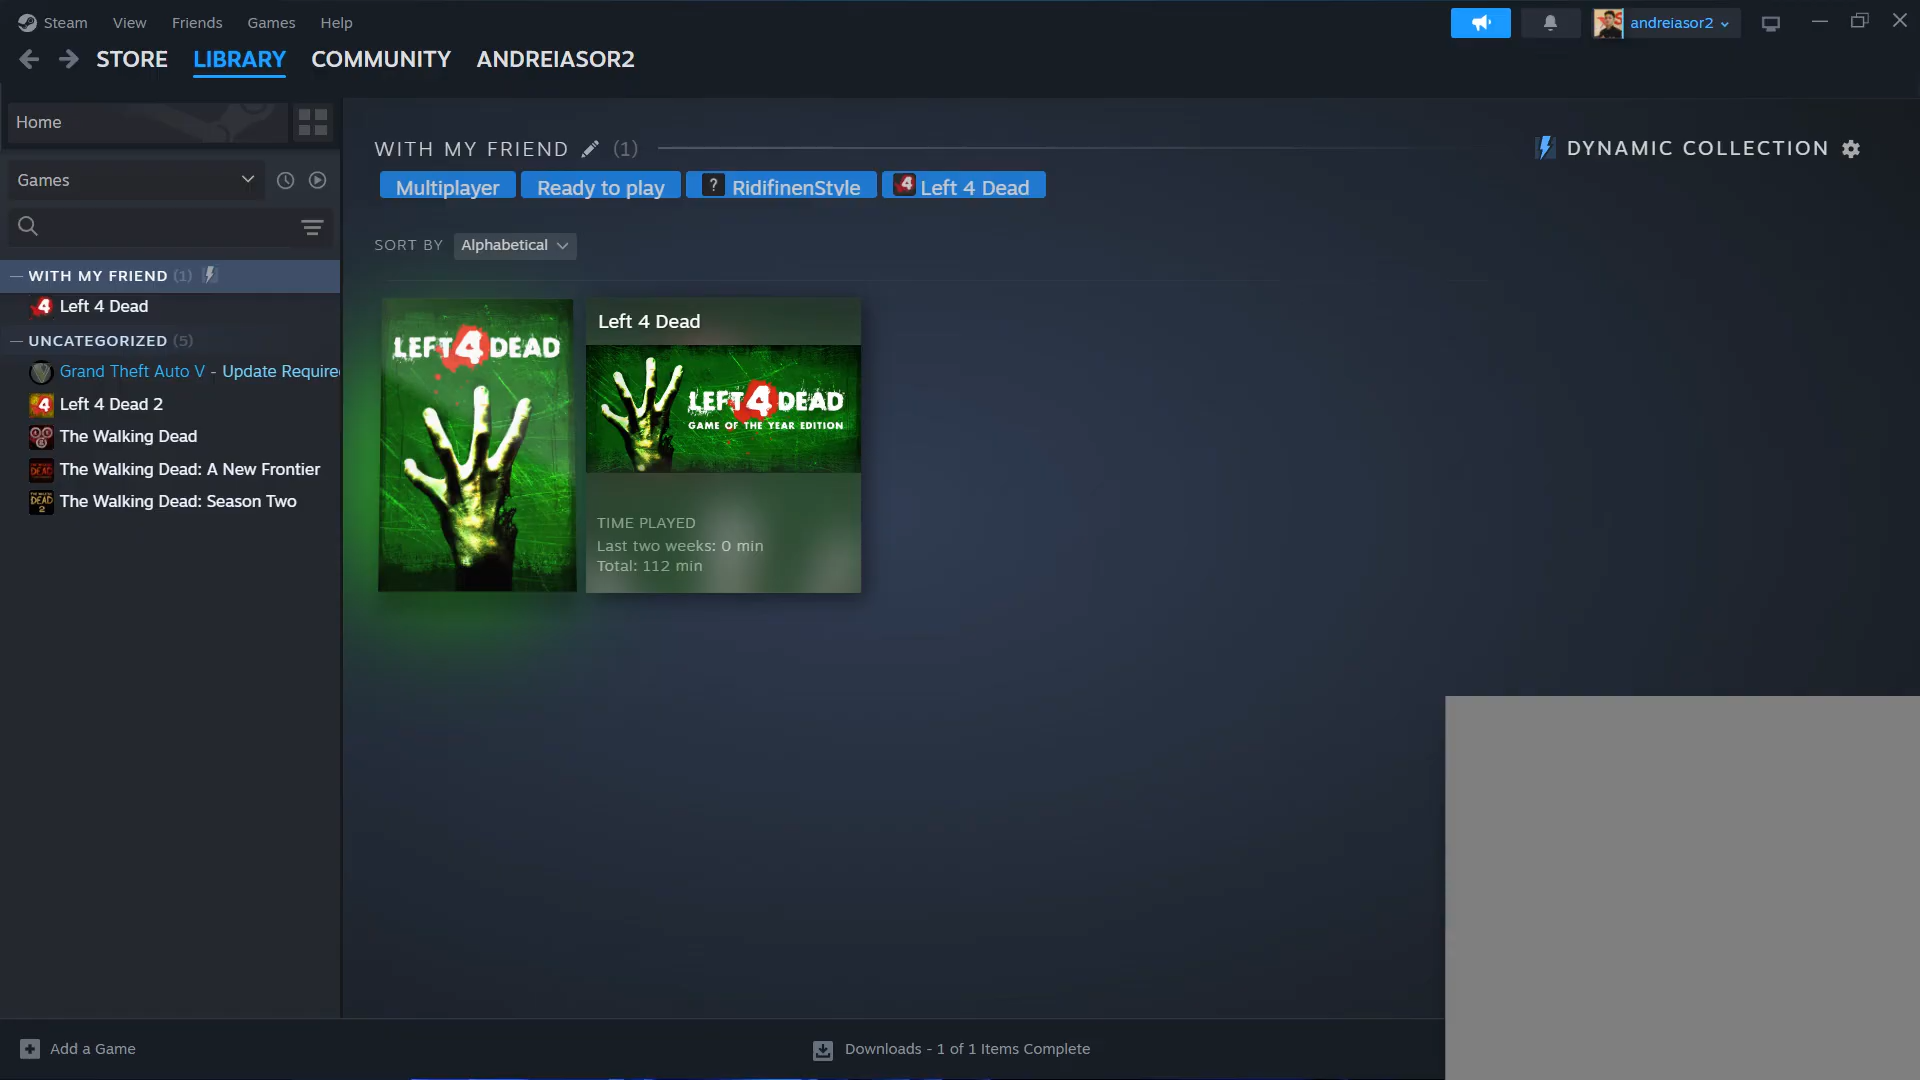 Steam View Friends Games Help
andreiasor2
STORE LIBRARY COMMUNITY ANDREIASOR2
Home
Games
WITH MY FRIEND (1)
Left 4 Dead
UNCATEGORIZED (5)
Grand Theft Auto V - Update Require
Left 4 Dead 2
The Walking Dead
The Walking Dead: A New Frontier
The Walking Dead: Season Two
WITH MY FRIEND (1)
DYNAMIC COLLECTION
Multiplayer Ready to play ? RidifinenStyle 4 Left 4 Dead
SORT BY Alphabetical
LEFT 4 DEAD
Left 4 Dead
LEFT 4 DEAD
GAME OF THE YEAR EDITION
TIME PLAYED
Last two weeks: 0 min
Total: 112 min
Add a Game
Downloads - 1 of 1 Items Complete